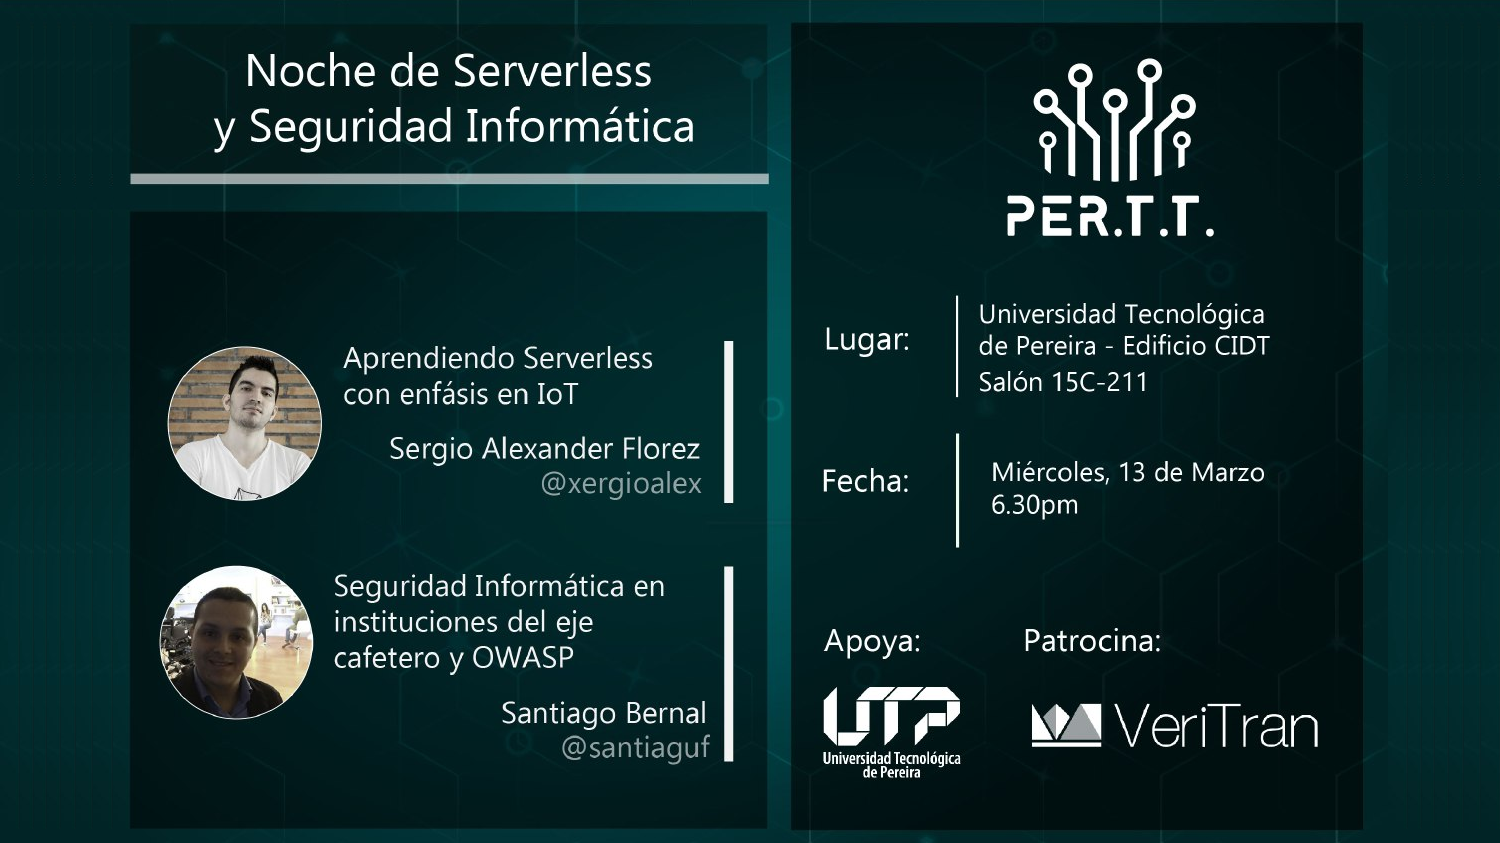 Noche de Serverless
y Seguridad Informática
Aprendiendo Serverless
con enfásis en IoT
Sergio Alexander Florez
@xergioalex
Seguridad Informática en
instituciones del eje
cafetero y OWASP
Santiago Bernal
@santiaguf
PER.T.T.
Lugar:
Universidad Tecnológica
de Pereira - Edificio CIDT
Salón 15C-211
Fecha:
Miércoles, 13 de Marzo
6.30pm
Apoya:
UTP
Universidad Tecnológica
de Pereira
Patrocina:
VeriTran